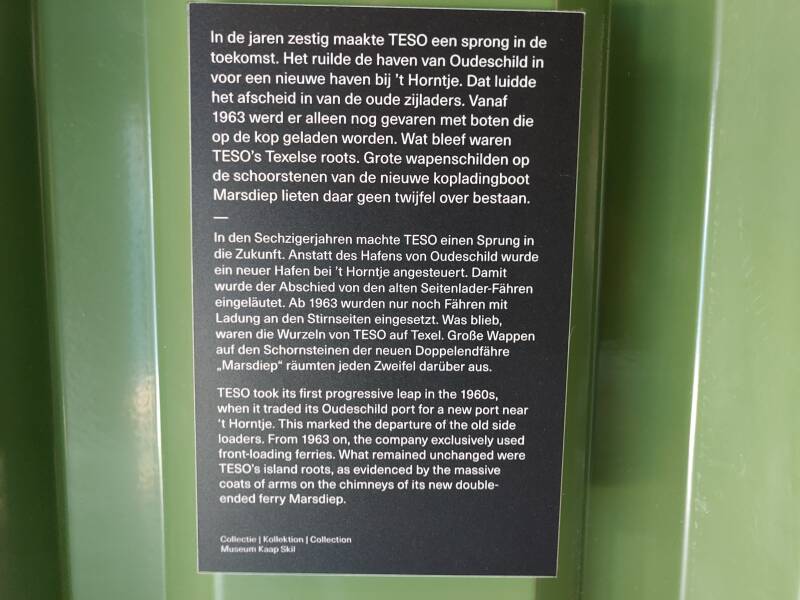 In de jaren zestig maakte TESO een sprong in de
toekomst. Het ruilde de haven van Oudeschild in
voor een nieuwe haven bij 't Horntje. Dat luidde
het afscheid in van de oude zijladers. Vanaf
1963 werd er alleen nog gevaren met boten die
op de kop geladen worden. Wat bleef waren
TESO's Texelse roots. Grote wapenschilden op
de schoorstenen van de nieuwe kopladingboot
Marsdiep lieten daar geen twijfel over bestaan.
—
In den Sechzigerjahren machte TESO einen Sprung in
die Zukunft. Anstatt des Hafens von Oudeschild wurde
ein neuer Hafen bei 't Horntje angesteuert. Damit
wurde der Abschied von den alten Seitenlader-Fähren
eingeläutet. Ab 1963 wurden nur noch Fähren mit
Ladung an den Stirnseiten eingesetzt. Was blieb,
waren die Wurzeln von TESO auf Texel. Große Wappen
auf den Schornsteinen der neuen Doppelendfähre
„Marsdiep“ räumten jeden Zweifel darüber aus.
TESO took its first progressive leap in the 1960s,
when it traded its Oudeschild port for a new port near
't Horntje. This marked the departure of the old side
loaders. From 1963 on, the company exclusively used
front-loading ferries. What remained unchanged were
TESO's island roots, as evidenced by the massive
coats of arms on the chimneys of its new double-
ended ferry Marsdiep.
Collectie | Kollektion | Collection
Museum Kaap Skil